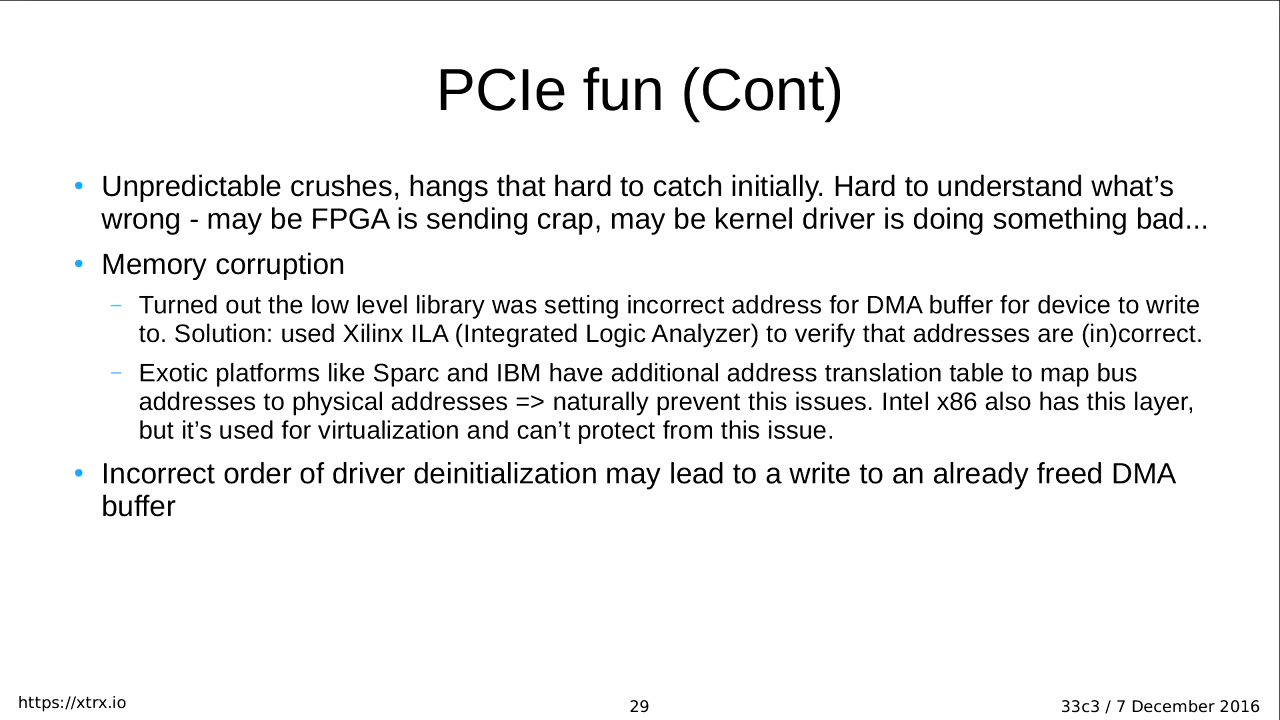 PCIe fun (Cont)
• Unpredictable crushes, hangs that hard to catch initially. Hard to understand what’s
wrong - may be FPGA is sending crap, may be kernel driver is doing something bad...
• Memory corruption
– Turned out the low level library was setting incorrect address for DMA buffer for device to write
to. Solution: used Xilinx ILA (Integrated Logic Analyzer) to verify that addresses are (in)correct.
– Exotic platforms like Sparc and IBM have additional address translation table to map bus
addresses to physical addresses => naturally prevent this issues. Intel x86 also has this layer,
but it’s used for virtualization and can’t protect from this issue.
• Incorrect order of driver deinitialization may lead to a write to an already freed DMA
buffer
https://xtrx.io
29
33c3 / 7 December 2016